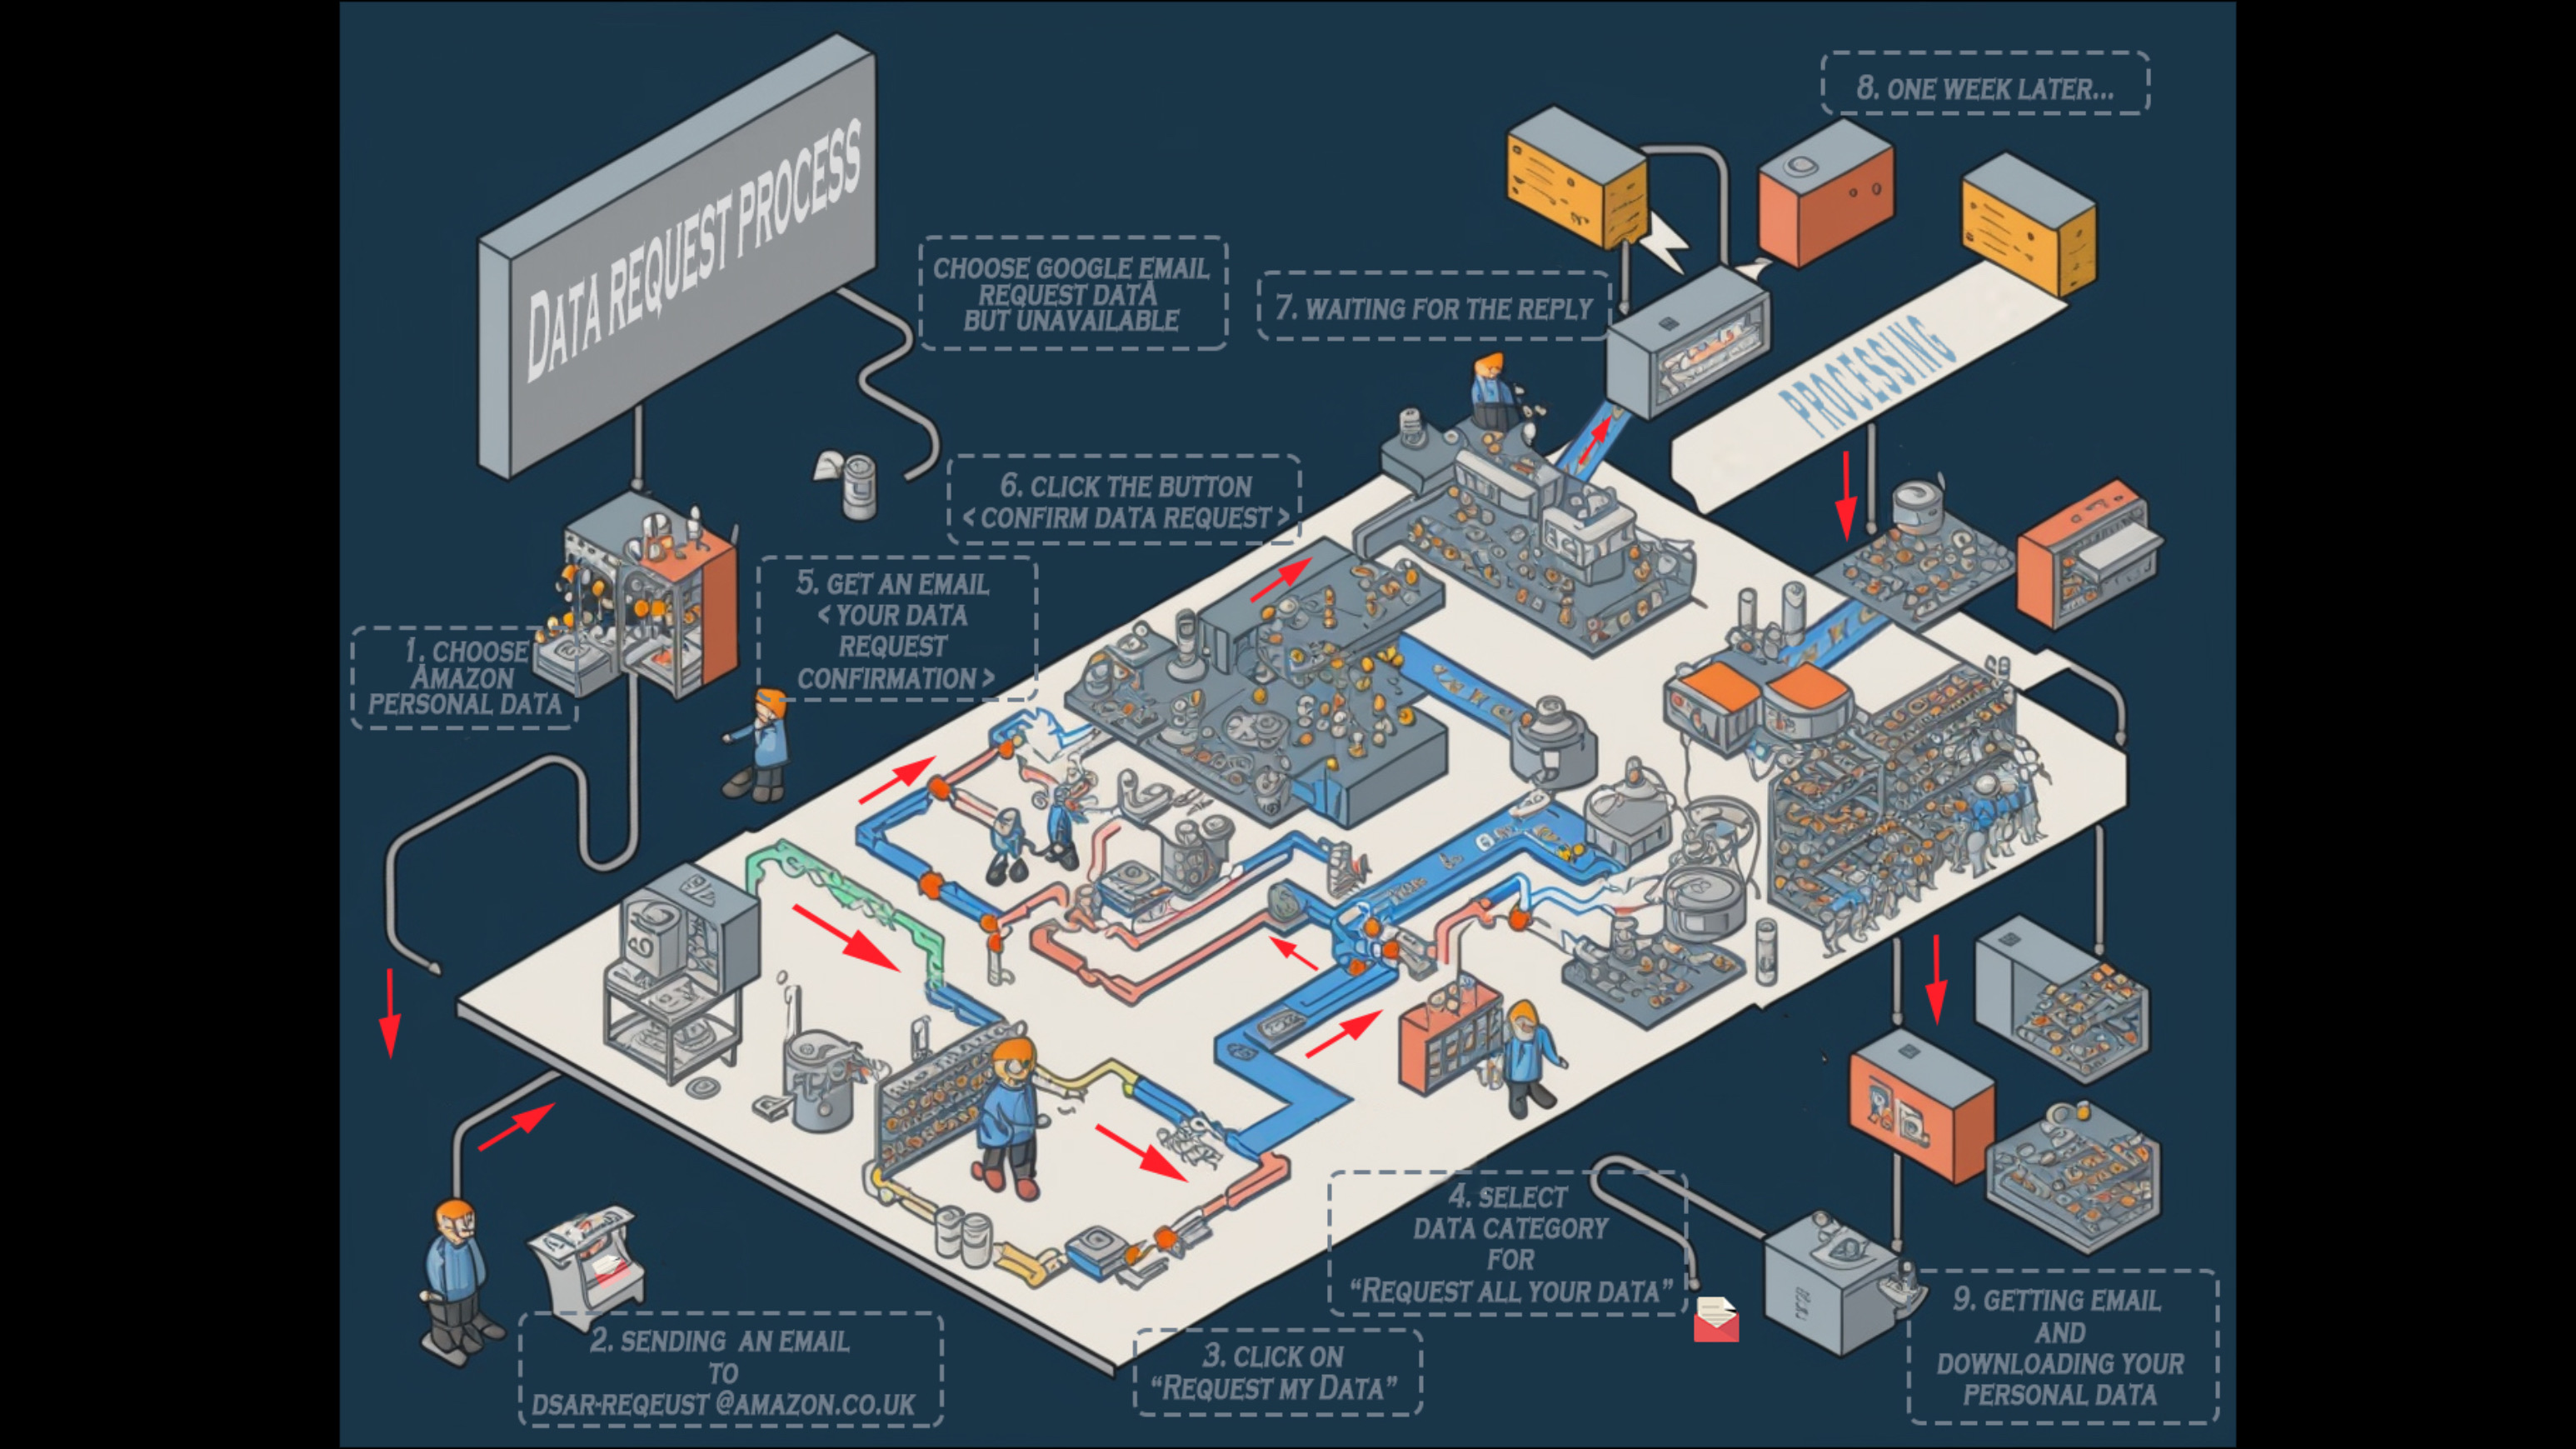 DATA REQUEST PROCESS
CHOOSE GOOGLE EMAIL
REQUEST DATA
BUT UNAVAILABLE
1. CHOOSE
AMAZON
PERSONAL DATA
2. SENDING AN EMAIL
TO
DSAR-REQEUST @AMAZON.CO.UK
3. CLICK ON
“REQUEST MY DATA”
4. SELECT
DATA CATEGORY
FOR
“REQUEST ALL YOUR DATA”
5. GET AN EMAIL
< YOUR DATA
REQUEST
CONFIRMATION >
6. CLICK THE BUTTON
< CONFIRM DATA REQUEST >
7. WAITING FOR THE REPLY
8. ONE WEEK LATER...
PROCESSING
9. GETTING EMAIL
AND
DOWNLOADING YOUR
PERSONAL DATA